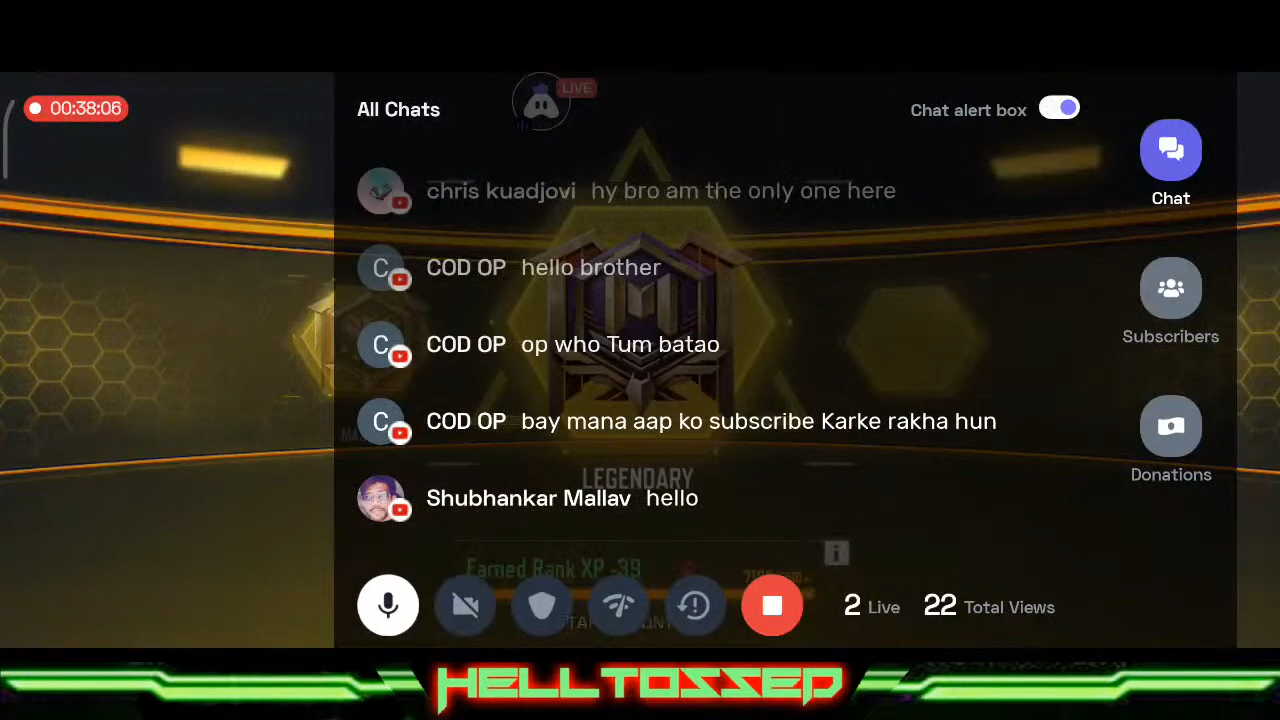 00:38:06
All Chats
LIVE
Chat alert box
chris kuadjovi hy bro am the only one here
Chat
C COD OP hello brother
C COD OP op who Tum batao
Subscribers
C COD OP bay mana aap ko subscribe Karke rakha hun
LEGENDARY
Donations
Shubhankar Mallav hello
Earned Rank XP -39
2 Live 22 Total Views
HELLTOSSED